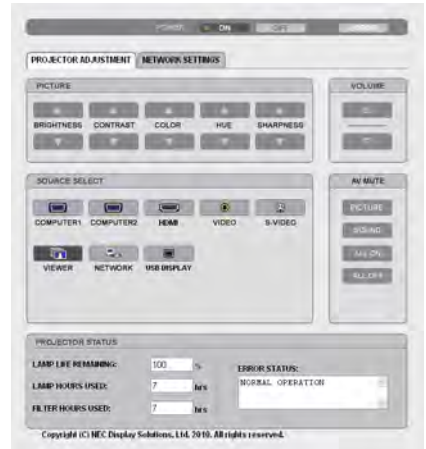 POWER ON OFF
PROJECTOR ADJUSTMENT NETWORK SETTINGS
PICTURE VOLUME
BRIGHTNESS CONTRAST COLOR HUE SHARPNESS
SOURCE SELECT AV MUTE
COMPUTER1 COMPUTER2 HDMI VIDEO S-VIDEO
PICTURE
SOUND
VIEWER NETWORK USB DISPLAY
ALL ON
ALL OFF
PROJECTOR STATUS
LAMP LIFE REMAINING: 100 % ERROR STATUS:
LAMP HOURS USED: 7 hrs NORMAL OPERATION
FILTER HOURS USED: 7 hrs
Copyright (C) NEC Display Solutions, Ltd. 2010. All rights reserved.